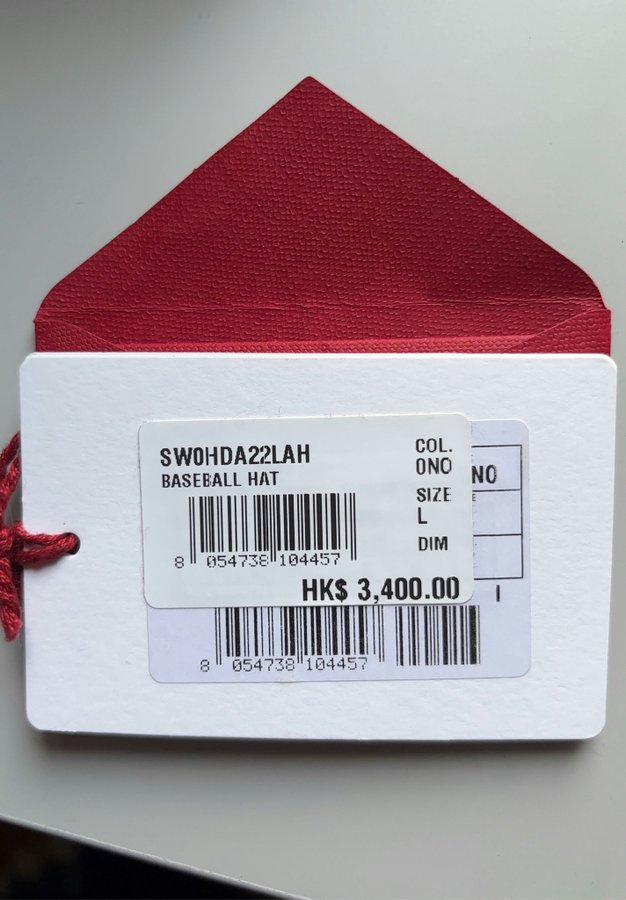 SW0HDA22LAH
BASEBALL HAT
COL.
0NO
SIZE
L
DIM
8 054738 104457
HK$ 3,400.00
NO
E
I
8 054738 104457